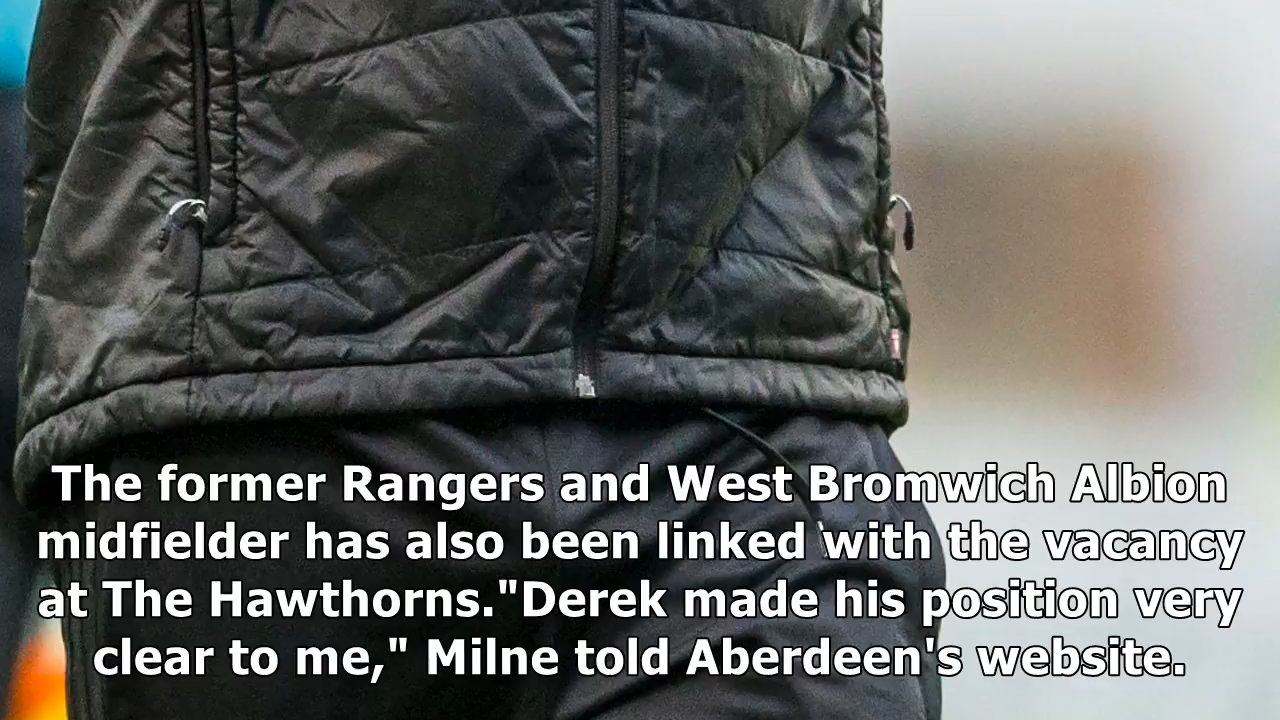 The former Rangers and West Bromwich Albion
midfielder has also been linked with the vacancy
at The Hawthorns."Derek made his position very
clear to me," Milne told Aberdeen's website.